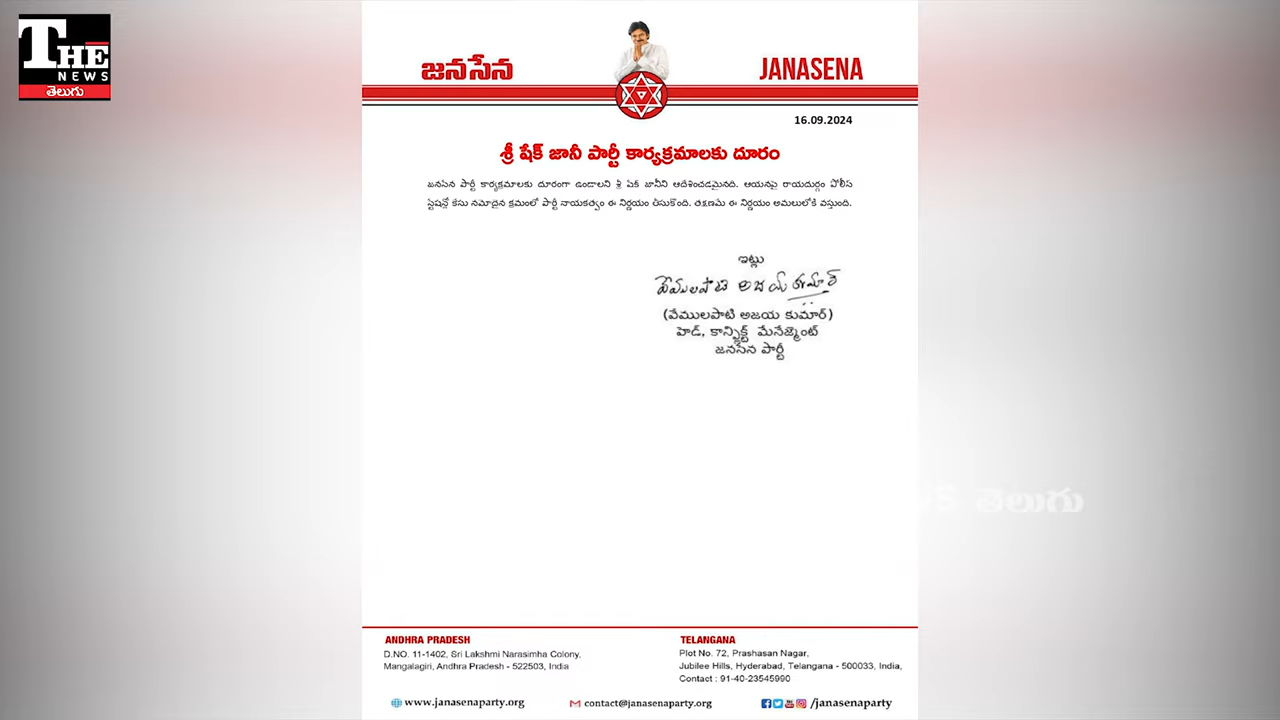 THE
NEWS
తెలుగు
జనసేన
JANASENA
16.09.2024
శ్రీ షేక్ జానీ పార్టీ కార్యక్రమాలకు దూరం
జనసేన పార్టీ కార్యక్రమాలకు దూరంగా ఉండాలని శ్రీ షేక్ జానీని ఆదేశించడమైనది. ఆయనపై రాయదుర్గం పోలీస్
స్టేషన్లో కేసు నమోదైన క్రమంలో పార్టీ నాయకత్వం ఈ నిర్ణయం తీసుకొంది. తక్షణమే ఈ నిర్ణయం అమలులోకి వస్తుంది.
ఇట్లు
వేములపాటి అజయ కుమార్
(వేములపాటి అజయ కుమార్)
హెడ్, కాన్ఫ్లిక్ట్ మేనేజ్మెంట్
జనసేన పార్టీ
తెలుగు
ANDHRA PRADESH
D.NO. 11-1402, Sri Lakshmi Narasimha Colony,
Mangalagiri, Andhra Pradesh - 522503, India
TELANGANA
Plot No. 72, Prashasan Nagar,
Jubilee Hills, Hyderabad, Telangana - 500033, India,
Contact : 91-40-23545990
www.janasenaparty.org
contact@janasenaparty.org
/janasenaparty